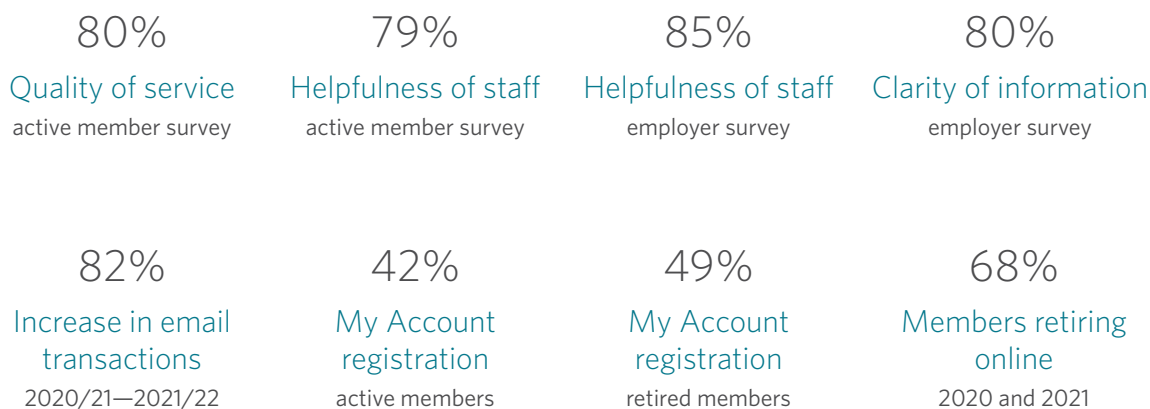 80%
Quality of service
active member survey
79%
Helpfulness of staff
active member survey
85%
Helpfulness of staff
employer survey
80%
Clarity of information
employer survey
82%
Increase in email
transactions
2020/21—2021/22
42%
My Account
registration
active members
49%
My Account
registration
retired members
68%
Members retiring
online
2020 and 2021